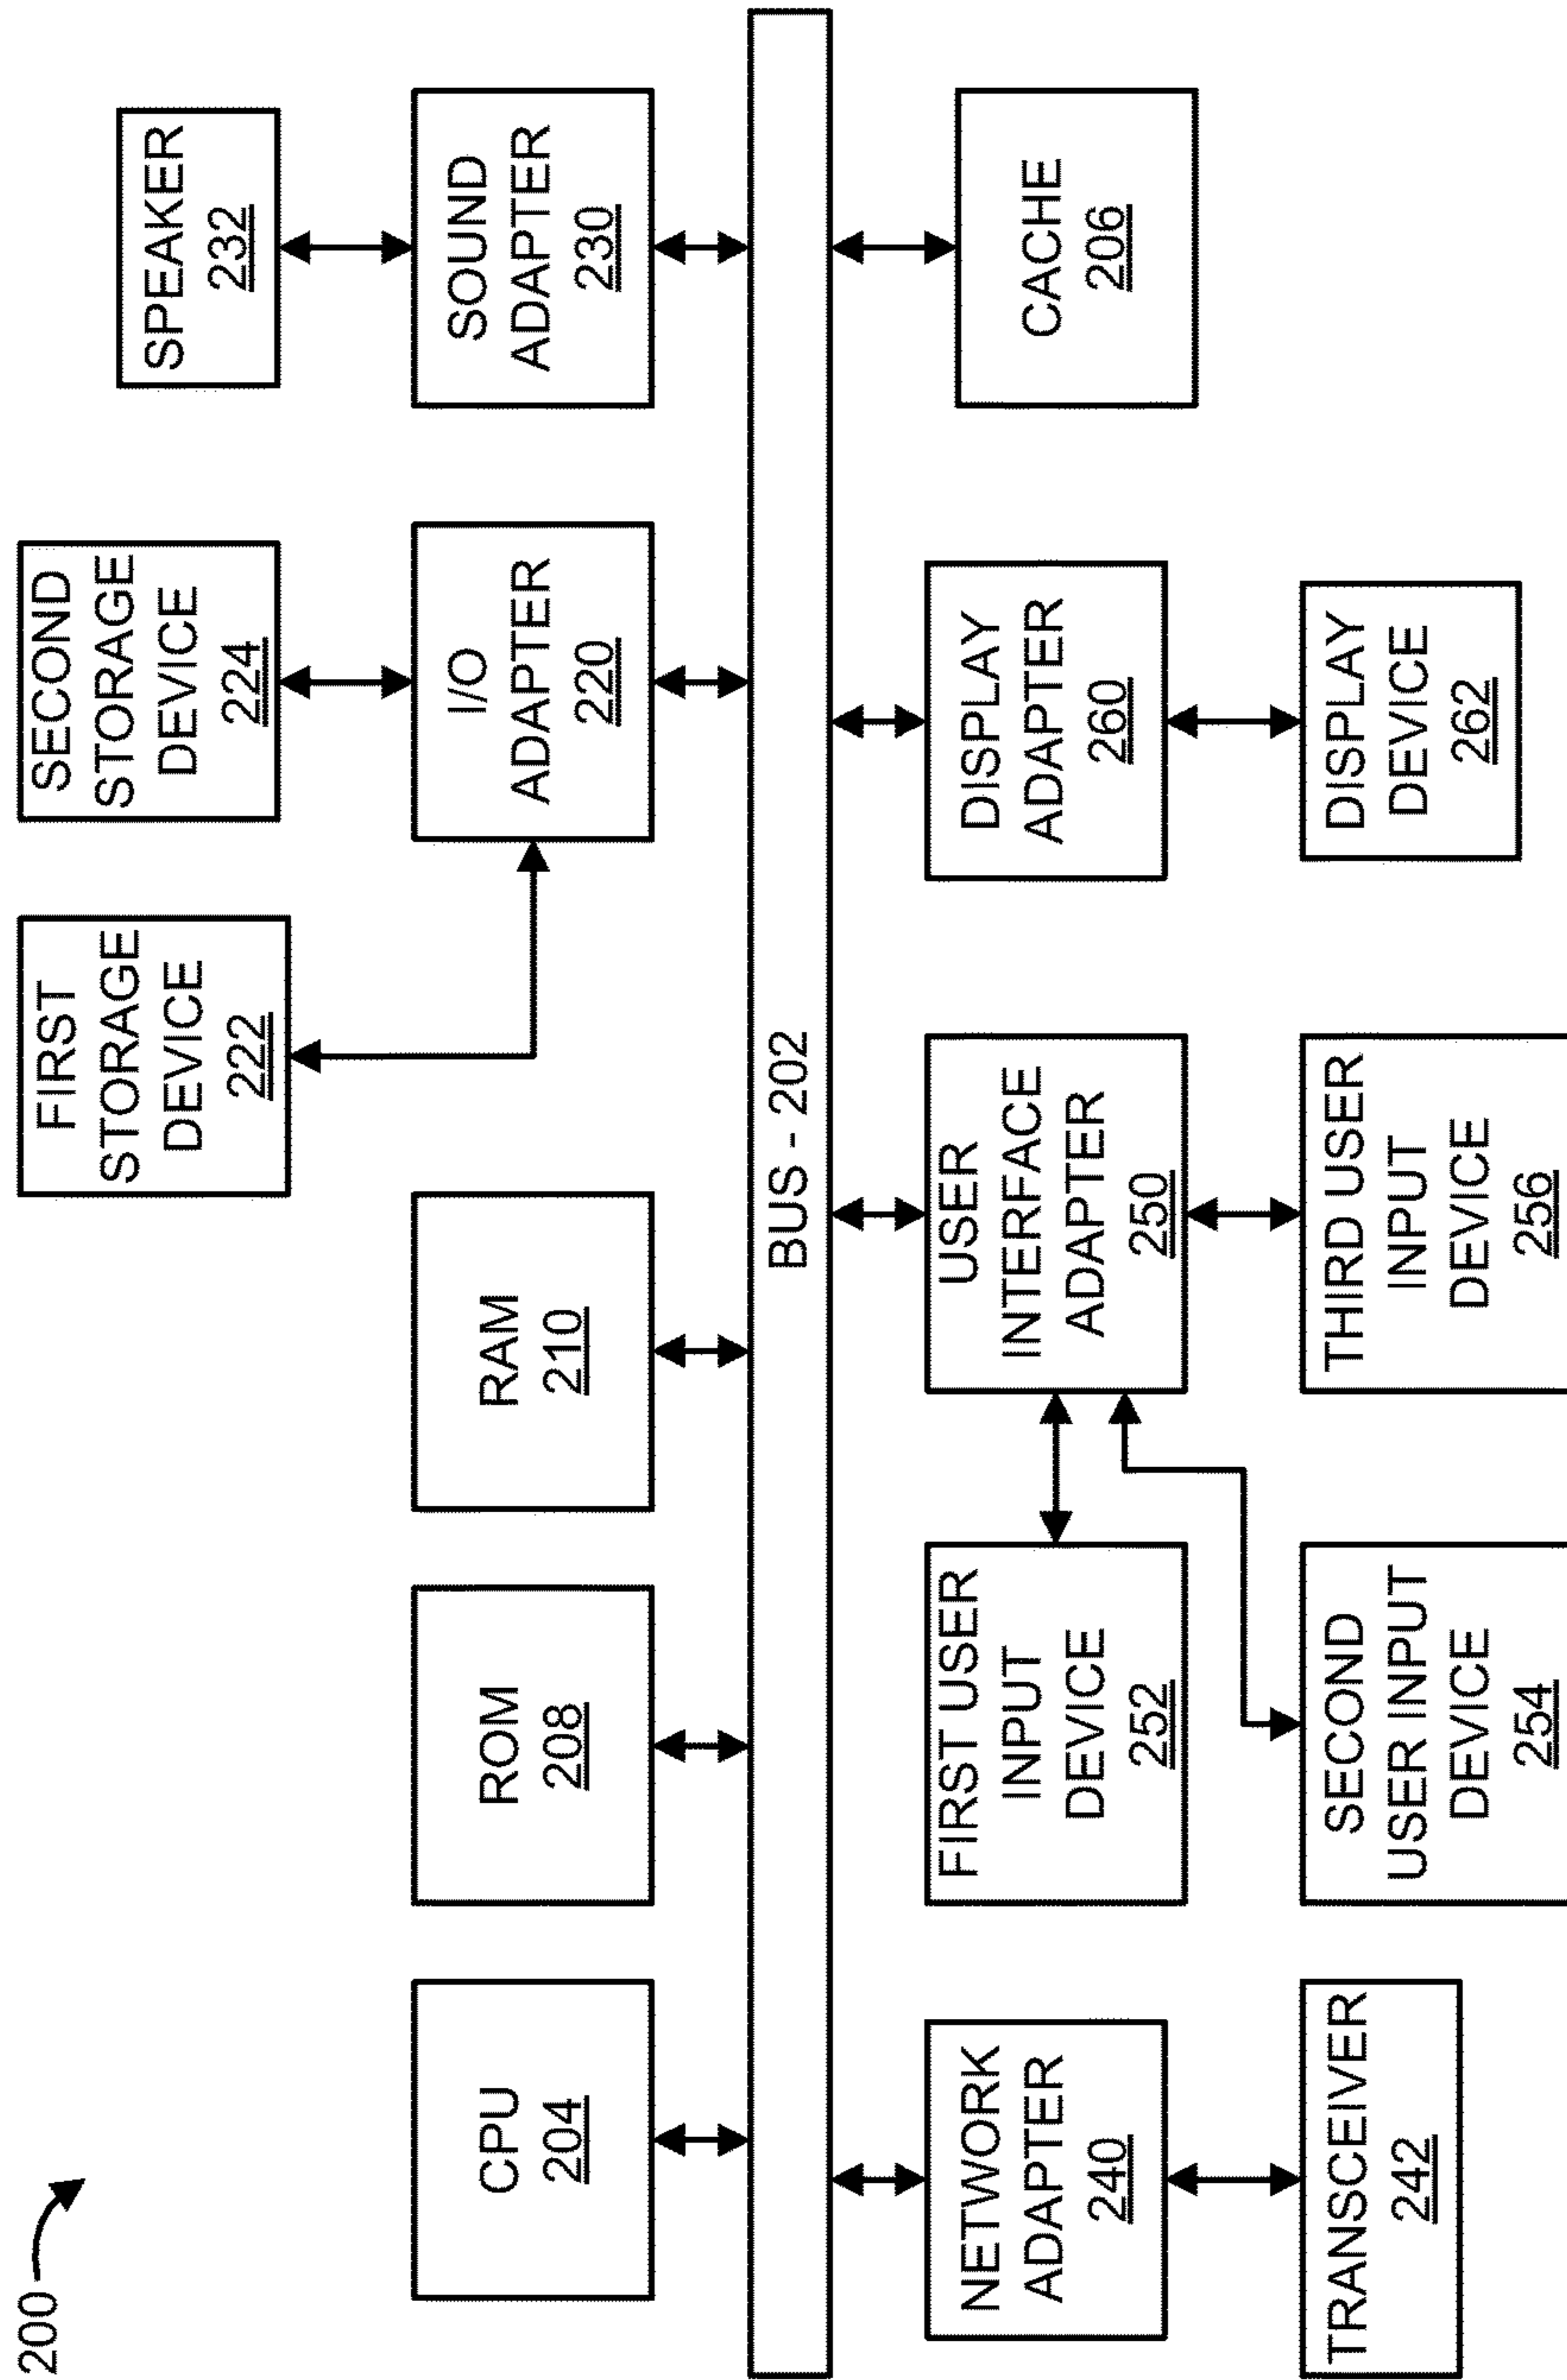 200
FIRST
STORAGE
DEVICE
222
SECOND
STORAGE
DEVICE
224
SPEAKER
232
CPU
204
ROM
208
RAM
210
I/O
ADAPTER
220
SOUND
ADAPTER
230
BUS - 202
NETWORK
ADAPTER
240
FIRST USER
INPUT
DEVICE
252
USER
INTERFACE
ADAPTER
250
DISPLAY
ADAPTER
260
CACHE
206
TRANSCEIVER
242
SECOND
USER INPUT
DEVICE
254
THIRD USER
INPUT
DEVICE
256
DISPLAY
DEVICE
262